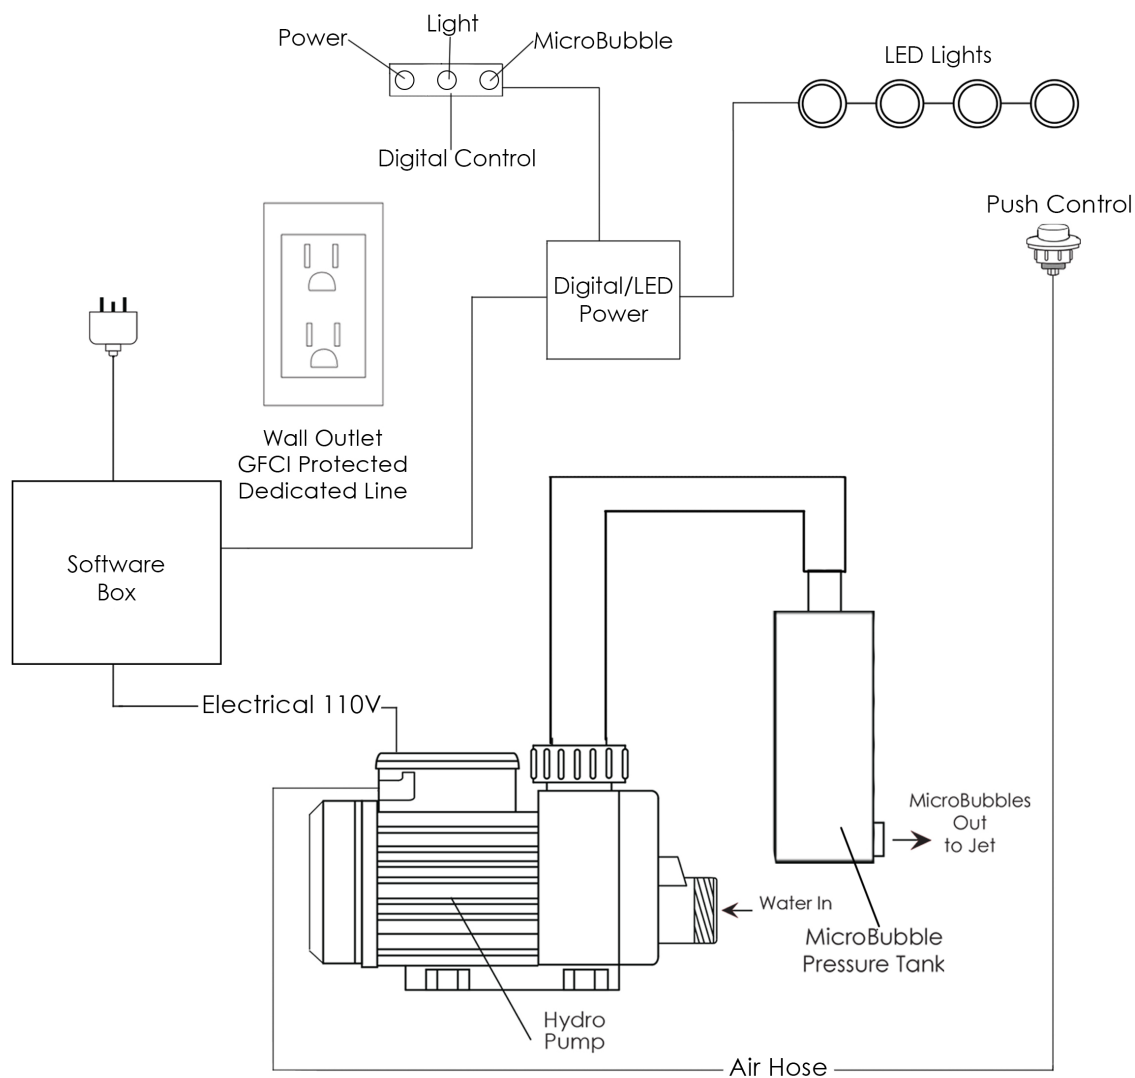 Light
Power
MicroBubble
LED Lights
Digital Control
Push Control
Digital/LED
Power
Wall Outlet
GFCI Protected
Dedicated Line
Software
Box
Electrical 110V
MicroBubbles
Out
to Jet
Water In
MicroBubble
Pressure Tank
Hydro
Pump
Air Hose